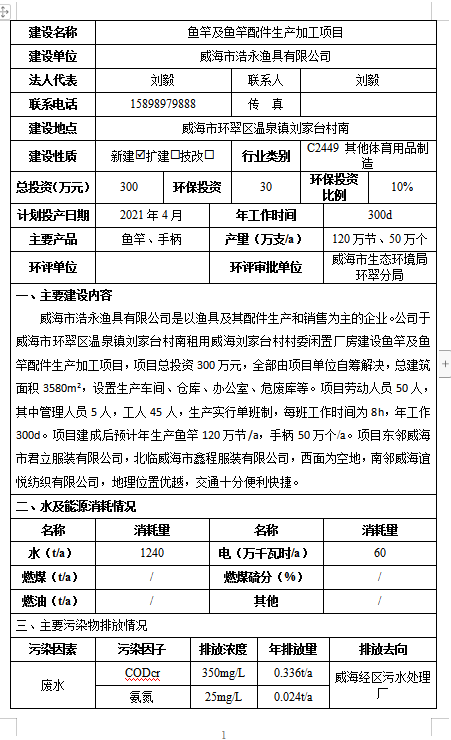 建设名称 鱼竿及鱼竿配件生产加工项目
建设单位 威海市浩永渔具有限公司
法人代表 刘毅 联系人 刘毅
联系电话 15898979888 传 真
建设地点 威海市环翠区温泉镇刘家台村南
建设性质 新建☑扩建□技改□ 行业类别 C2449 其他体育用品制
造
总投资(万元) 300 环保投资 30 环保投资
比例 10%
计划投产日期 2021 年 4 月 年工作时间 300d
主要产品 鱼竿、手柄 产量（万支/a） 120 万节、50 万个
环评单位 环评审批单位 威海市生态环境局
环翠分局
一、主要建设内容
威海市浩永渔具有限公司是以渔具及其配件生产和销售为主的企业。公司于
威海市环翠区温泉镇刘家台村南租用威海刘家台村村委闲置厂房建设鱼竿及鱼
竿配件生产加工项目，项目总投资 300 万元，全部由项目单位自筹解决，总建筑
面积 3580m²，设置生产车间、仓库、办公室、危废库等。项目劳动人员 50 人，
其中管理人员 5 人，工人 45 人，生产实行单班制，每班工作时间为 8h，年工作
300d。项目建成后预计年生产鱼竿 120 万节/a，手柄 50 万个/a。项目东邻威海
市君立服装有限公司，北临威海市鑫程服装有限公司，西面为空地，南邻威海谊
悦纺织有限公司，地理位置优越，交通十分便利快捷。
二、水及能源消耗情况
名称 消耗量 名称 消耗量
水（t/a） 1240 电（万千瓦时/a） 60
燃煤（t/a） / 燃煤硫分（%） /
燃油（t/a） / 其他 /
三、主要污染物排放情况
污染因素 污染因子 排放浓度 年排放量 排放去向
废水 CODcr 350mg/L 0.336t/a 威海经区污水处理
厂
氨氮 25mg/L 0.024t/a
1